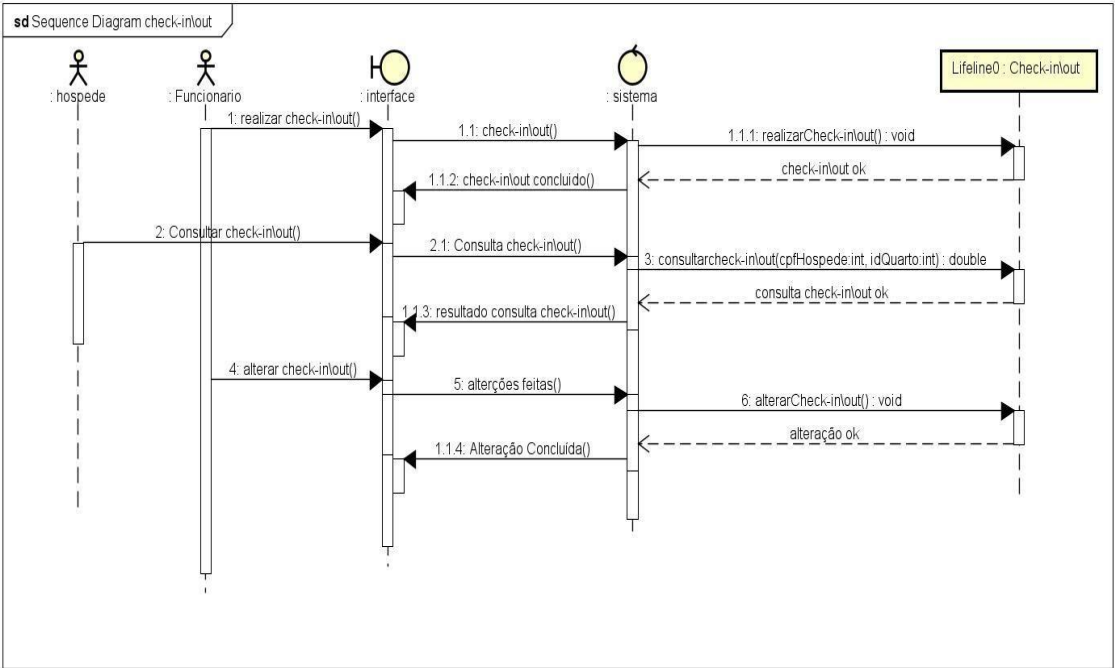 sd Sequence Diagram check-in\out
: hospede
: Funcionario
: interface
: sistema
Lifeline0 : Check-in\out
1: realizar check-in\out()
1.1: check-in\out()
1.1.1: realizarCheck-in\out() : void
check-in\out ok
1.1.2: check-in\out concluido()
2: Consultar check-in\out()
2.1: Consulta check-in\out()
3: consultarcheck-in\out(cpfHospede:int, idQuarto:int) : double
consulta check-in\out ok
1.1.3: resultado consulta check-in\out()
4: alterar check-in\out()
5: alterções feitas()
6: alterarCheck-in\out() : void
alteração ok
1.1.4: Alteração Concluída()